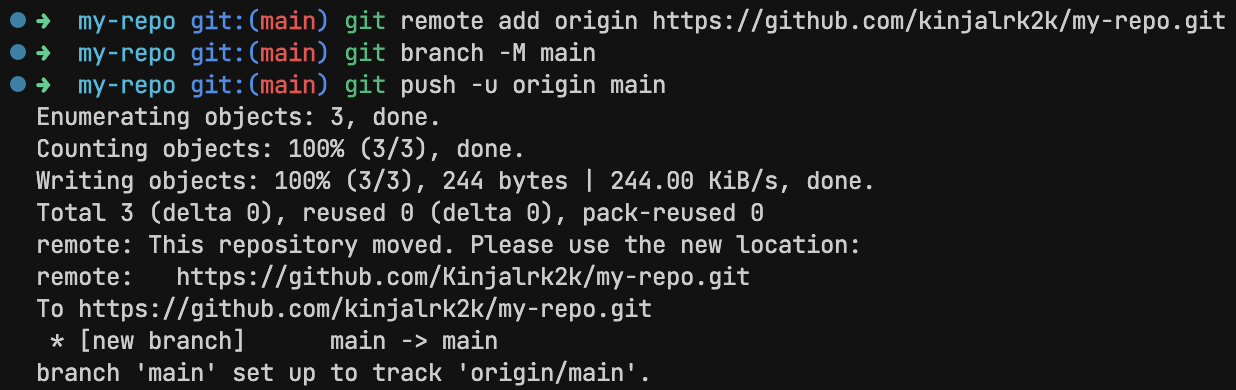 ➜ my-repo git:(main) git remote add origin https://github.com/kinjalrk2k/my-repo.git
➜ my-repo git:(main) git branch -M main
➜ my-repo git:(main) git push -u origin main
Enumerating objects: 3, done.
Counting objects: 100% (3/3), done.
Writing objects: 100% (3/3), 244 bytes | 244.00 KiB/s, done.
Total 3 (delta 0), reused 0 (delta 0), pack-reused 0
remote: This repository moved. Please use the new location:
remote:   https://github.com/Kinjalrk2k/my-repo.git
To https://github.com/kinjalrk2k/my-repo.git
 * [new branch]      main -> main
branch 'main' set up to track 'origin/main'.